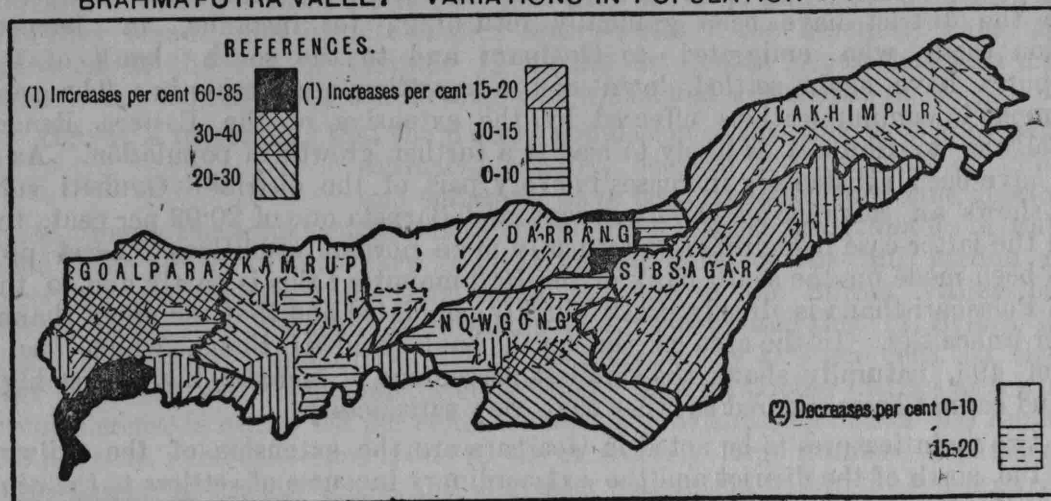 BRAHMAPUTRA VALLEY VARIATIONS IN POPULATION
REFERENCES.
(1) Increases per cent 60-85
30-40
20-30
(1) Increases per cent 15-20
10-15
0-10
LAKHIMPUR
DARRANG
GOALPARA
KAMRUP
SIBSAGAR
NOWGONG
(2) Decreases per cent 0-10
15-20